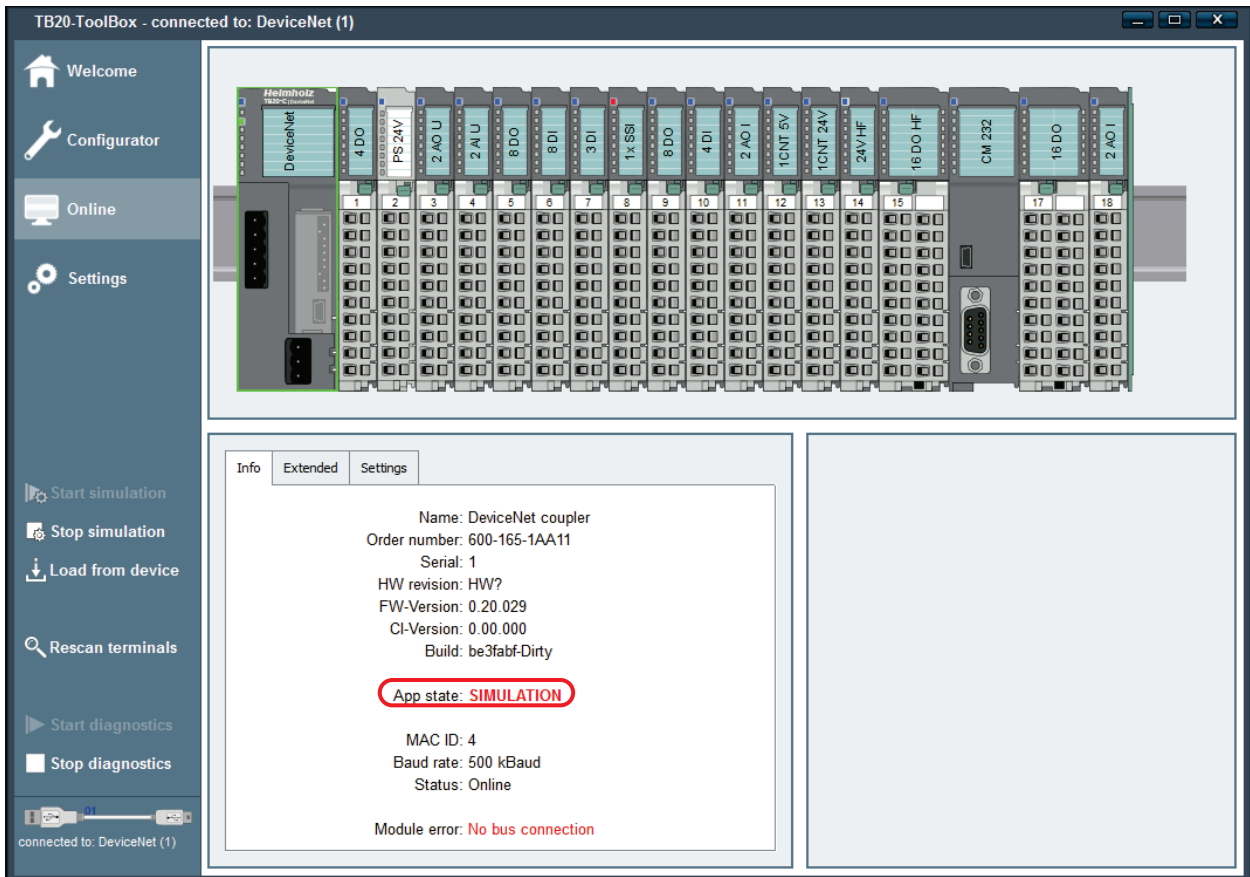 TB20-ToolBox - connected to: DeviceNet (1)
Welcome
Configurator
Online
Settings
Start simulation
Stop simulation
Load from device
Rescan terminals
Start diagnostics
Stop diagnostics
01
connected to: DeviceNet (1)
Helmholz
TB20-C | DeviceNet
DeviceNet
4 DO
PS 24V
2 AO U
2 AI U
8 DO
8 DI
3 DI
1x SSI
8 DO
4 DI
2 AO I
1CNT 5V
1CNT 24V
24V HF
16 DO HF
CM 232
16 DO
2 AO I
1 2 3 4 5 6 7 8 9 10 11 12 13 14 15 17 18
Info Extended Settings
Name: DeviceNet coupler
Order number: 600-165-1AA11
Serial: 1
HW revision: HW?
FW-Version: 0.20.029
CI-Version: 0.00.000
Build: be3fabf-Dirty
App state: SIMULATION
MAC ID: 4
Baud rate: 500 kBaud
Status: Online
Module error: No bus connection